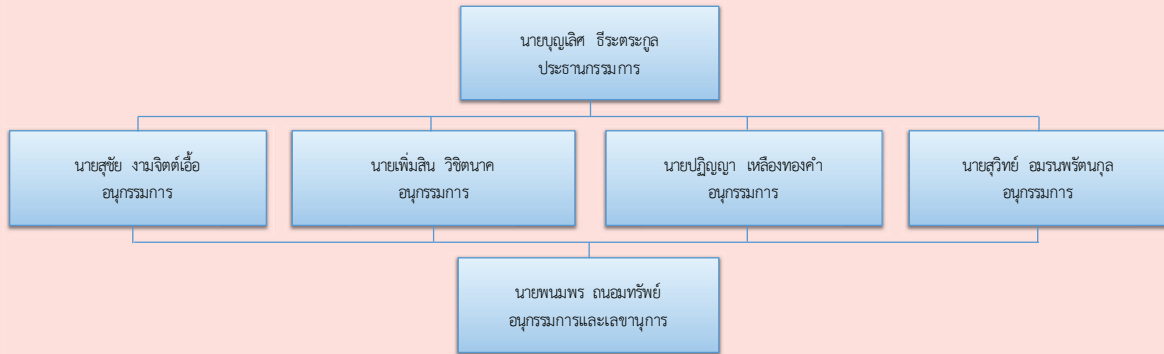 นายบุญเลิศ ธีระตระกูล
ประธานกรรมการ
นายสุชัย งามจิตต์เอื้อ
อนุกรรมการ
นายเพิ่มสิน วิชิตนาค
อนุกรรมการ
นายปฏิญญา เหลืองทองคำ
อนุกรรมการ
นายสุวิทย์ อมรนพรัตนกุล
อนุกรรมการ
นายพนมพร ถนอมทรัพย์
อนุกรรมการและเลขานุการ